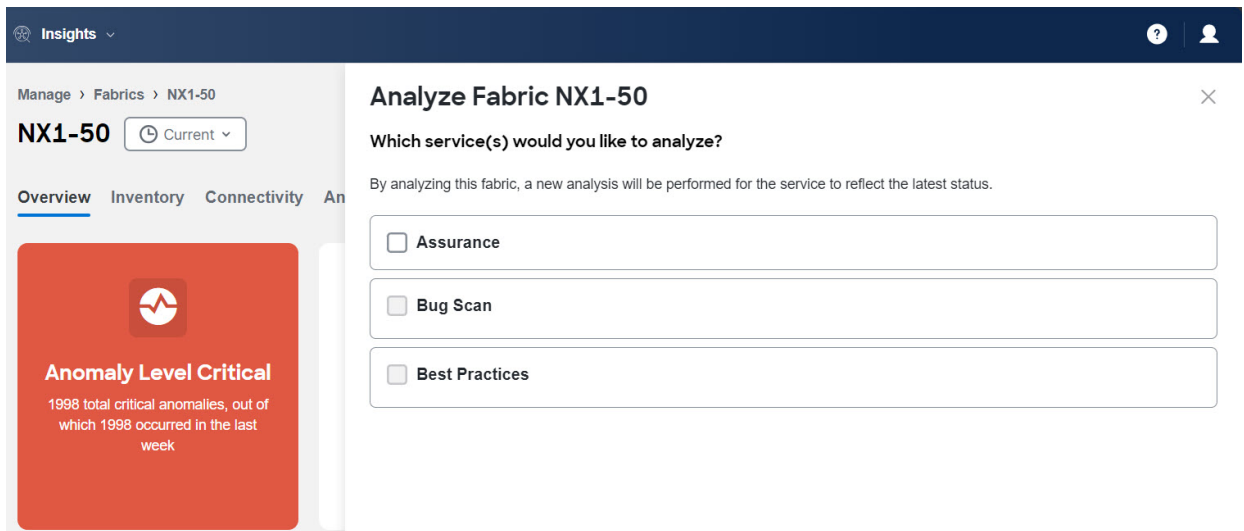 Insights
Manage > Fabrics > NX1-50
NX1-50
Current
Overview Inventory Connectivity An
Anomaly Level Critical
1998 total critical anomalies, out of
which 1998 occurred in the last
week
Analyze Fabric NX1-50
Which service(s) would you like to analyze?
By analyzing this fabric, a new analysis will be performed for the service to reflect the latest status.
Assurance
Bug Scan
Best Practices